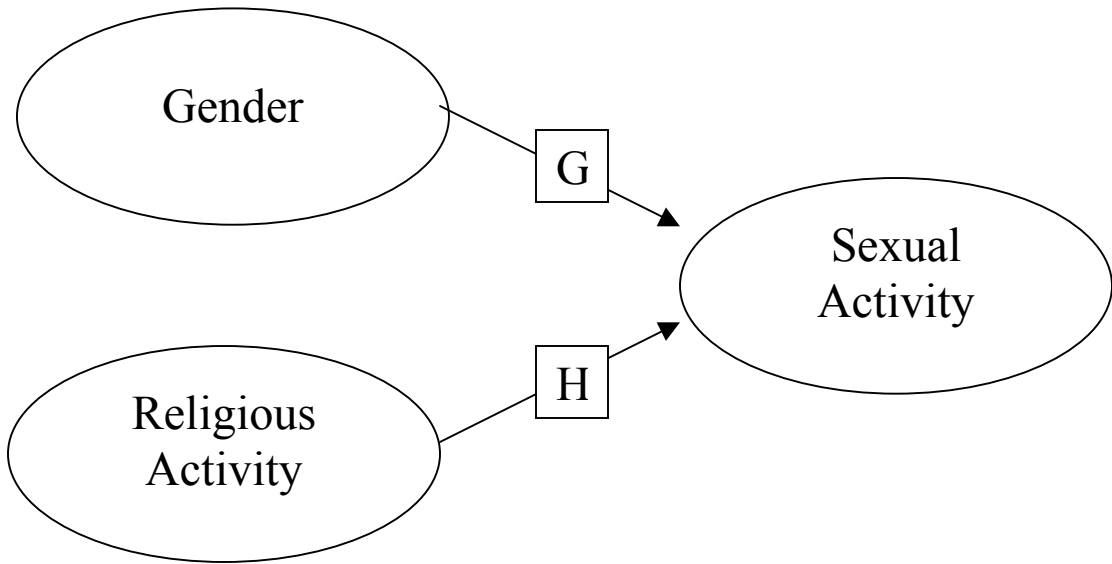 Gender
G
Sexual
Activity
H
Religious
Activity